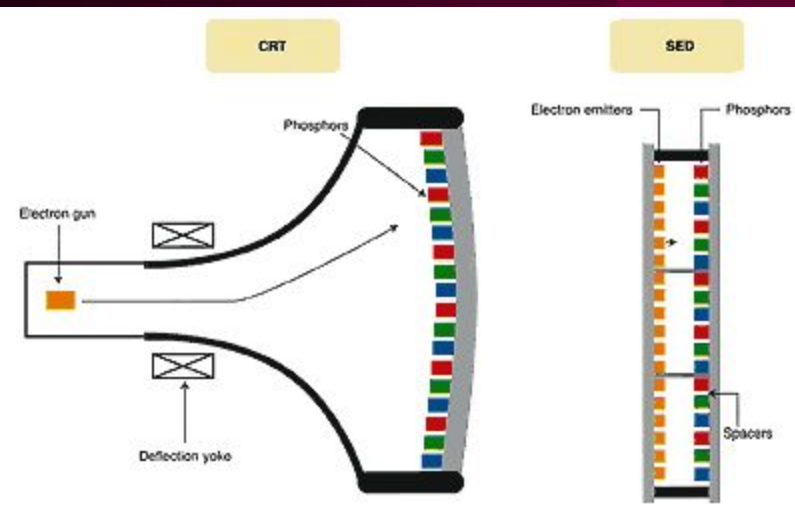 CRT
SED
Electron emitters
Phosphors
Phosphors
Electron gun
Spacers
Deflection yoke